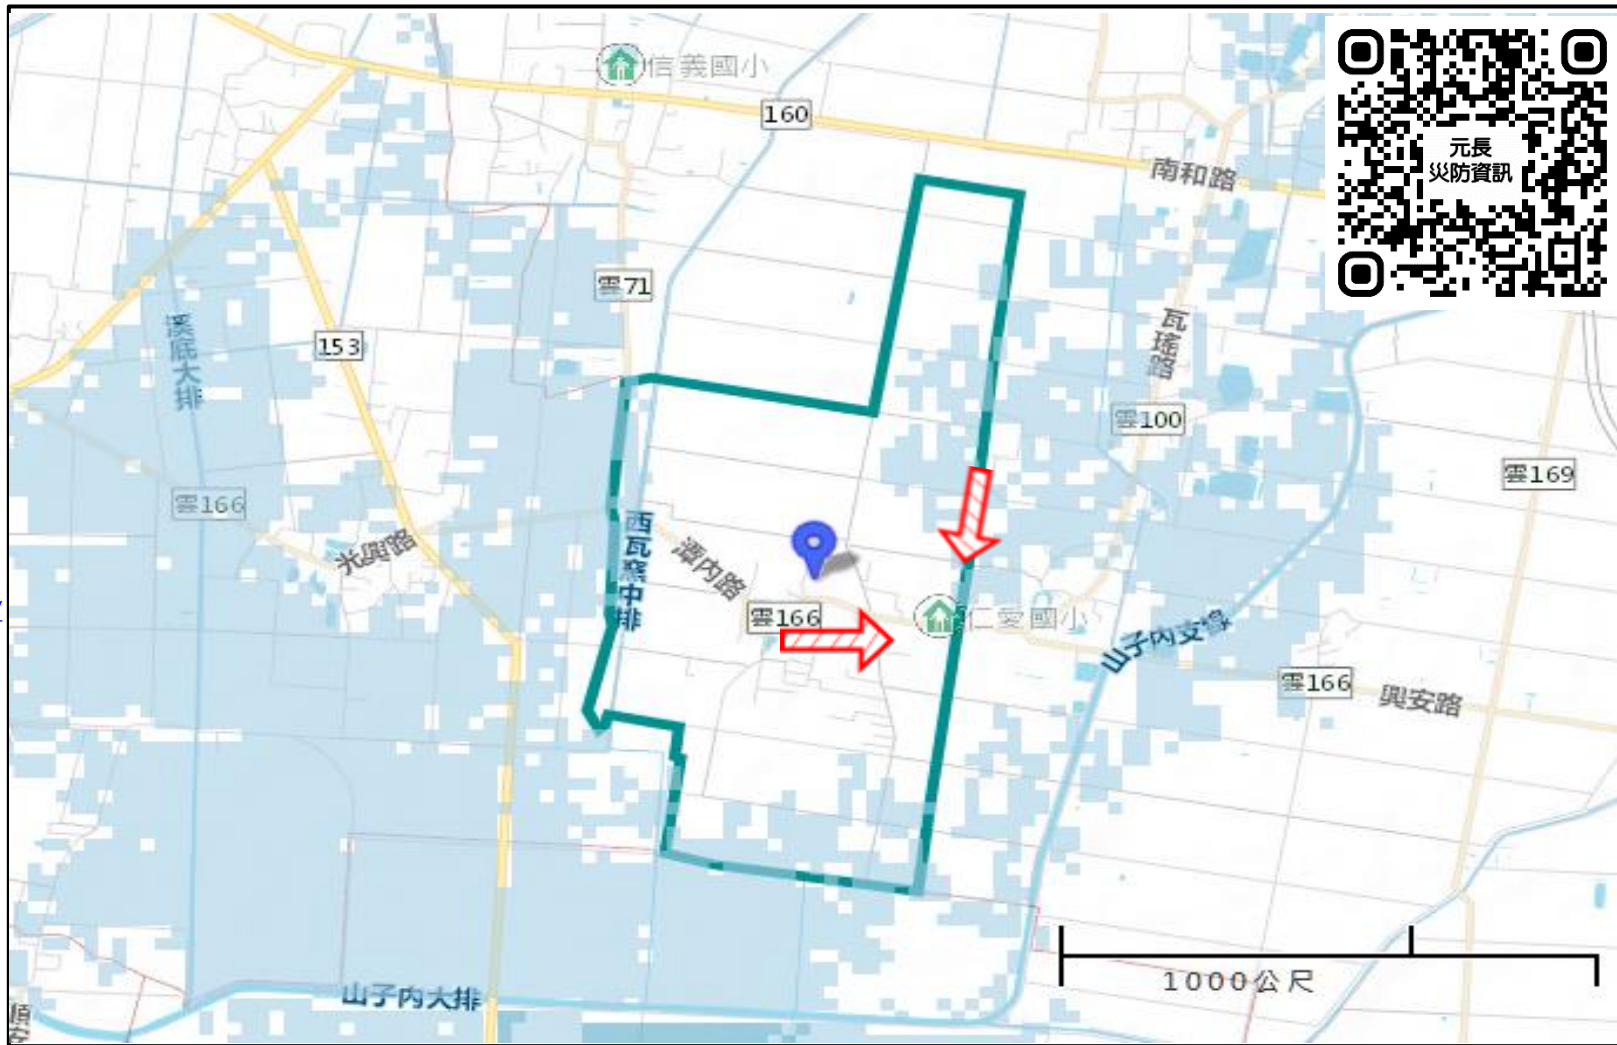 信義國小
160
南和路
元長
災防資訊
雲71
溪底大排
153
瓦瑤路
雲100
雲169
雲166
光興路
西瓦窯中排
潭內路
雲166
仁愛國小
山子內支線
雲166
興安路
1000公尺
山子內大排